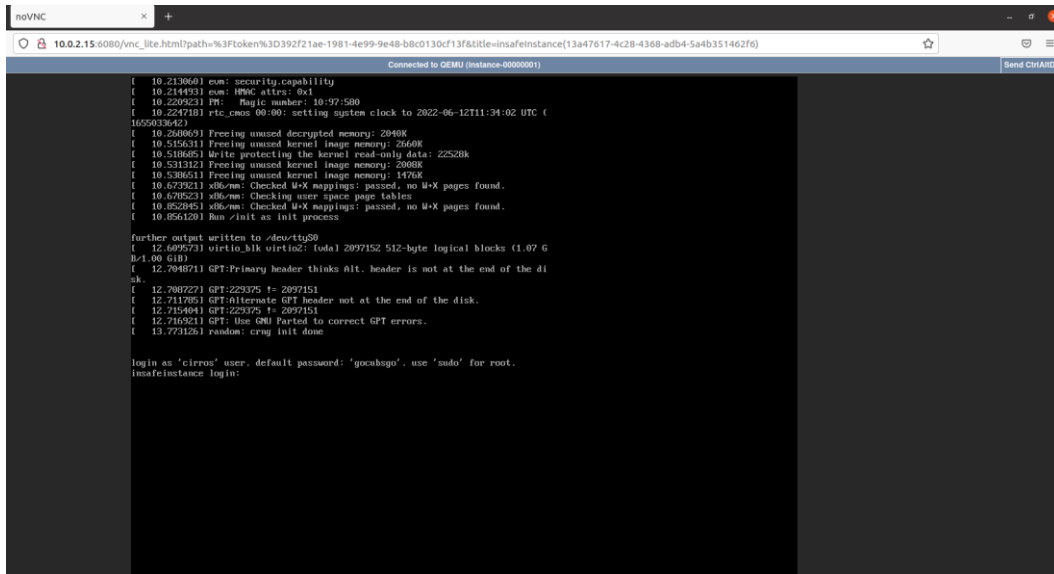 noVNC
10.0.2.15:6080/vnc_lite.html?path=%3Ftoken%3D392f21ae-1981-4e99-9e48-b8c0130cf13f&title=insafeInstance(13a47617-4c28-4368-adb4-5a4b351462f6)
Connected to QEMU (instance-00000001)
Send CtrlAltD
[ 10.213060] evm: security.capability
[ 10.214493] evm: HMAC attrs: 0x1
[ 10.220923] PM: Magic number: 10:97:580
[ 10.224718] rtc_cmos 00:00: setting system clock to 2022-06-12T11:34:02 UTC (
1655033642)
[ 10.268069] Freeing unused decrypted memory: 2040K
[ 10.515631] Freeing unused kernel image memory: 2660K
[ 10.518685] Write protecting the kernel read-only data: 22528k
[ 10.531312] Freeing unused kernel image memory: 2008K
[ 10.538651] Freeing unused kernel image memory: 1476K
[ 10.673921] x86/mm: Checked W+X mappings: passed, no W+X pages found.
[ 10.678523] x86/mm: Checking user space page tables
[ 10.852845] x86/mm: Checked W+X mappings: passed, no W+X pages found.
[ 10.856120] Run /init as init process
further output written to /dev/ttyS0
[ 12.609573] virtio_blk virtio2: [vda] 2097152 512-byte logical blocks (1.07 G
B/1.00 GiB)
[ 12.704871] GPT:Primary header thinks Alt. header is not at the end of the di
sk.
[ 12.708727] GPT:229375 != 2097151
[ 12.711785] GPT:Alternate GPT header not at the end of the disk.
[ 12.715404] GPT:229375 != 2097151
[ 12.716921] GPT: Use GNU Parted to correct GPT errors.
[ 13.773126] random: crng init done
login as 'cirros' user. default password: 'gocubsgo'. use 'sudo' for root.
insafeinstance login: